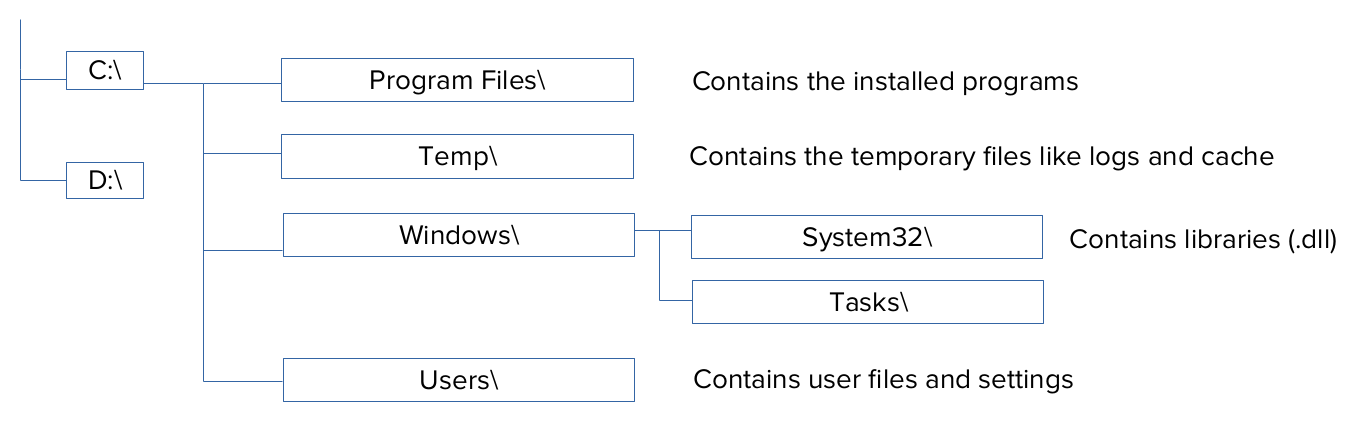 C:\
Program Files\
Contains the installed programs
Temp\
Contains the temporary files like logs and cache
D:\
Windows\
System32\
Contains libraries (.dll)
Tasks\
Users\
Contains user files and settings